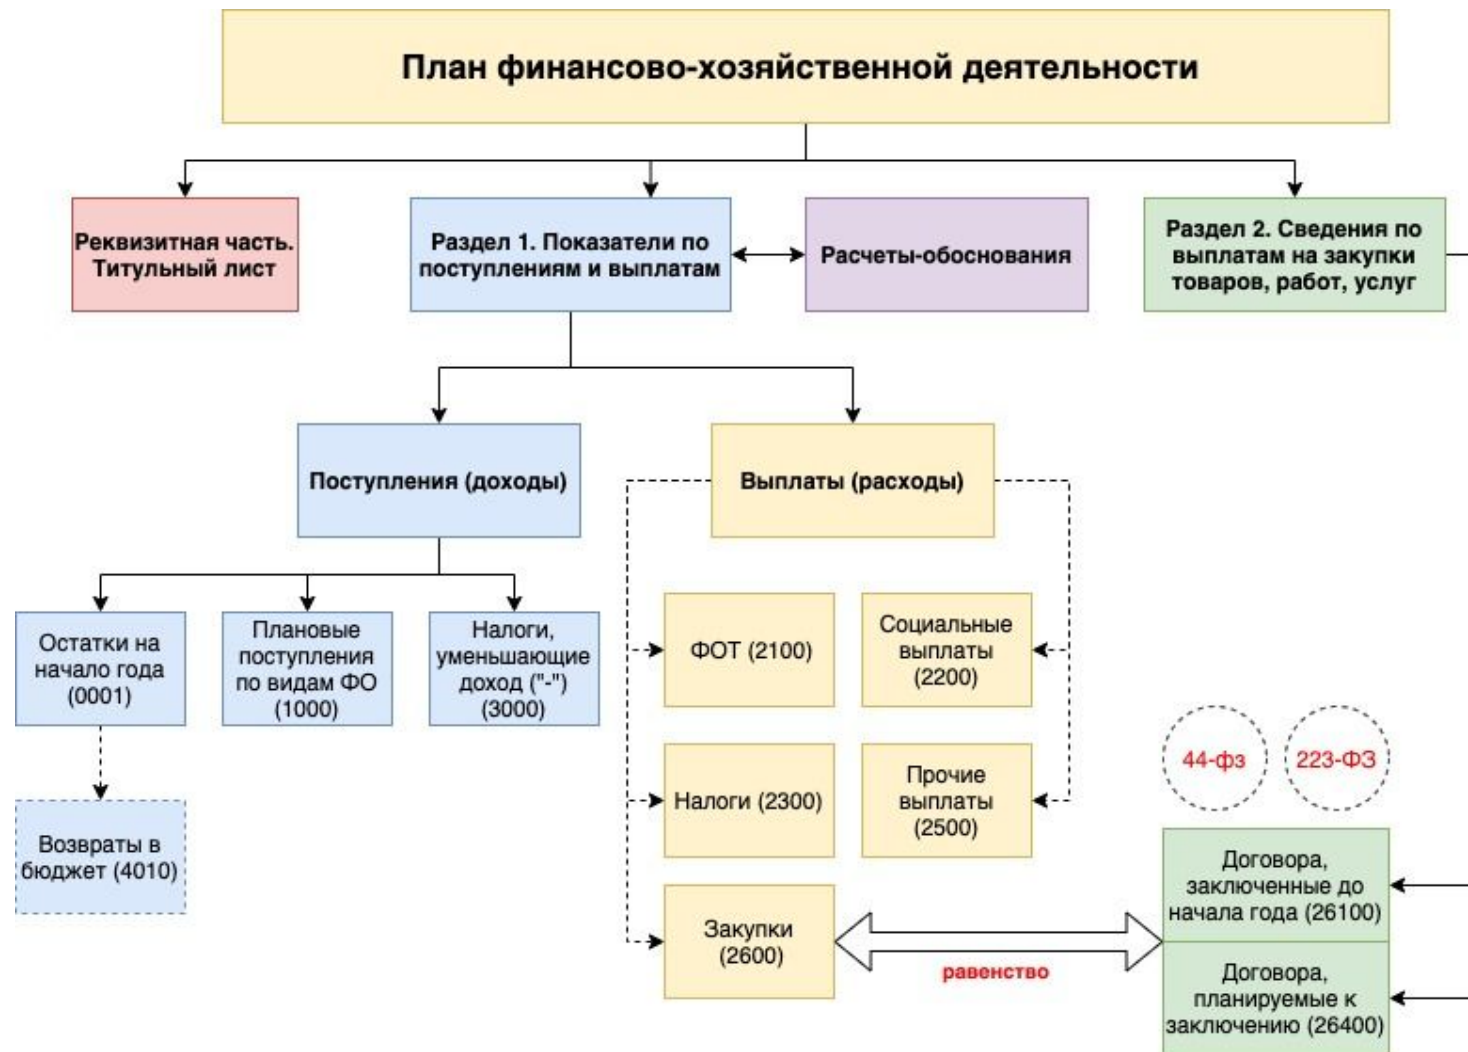 План финансово-хозяйственной деятельности
Реквизитная часть.
Титульный лист
Раздел 1. Показатели по
поступлениям и выплатам
Расчеты-обоснования
Раздел 2. Сведения по
выплатам на закупки
товаров, работ, услуг
Поступления (доходы)
Выплаты (расходы)
Остатки на
начало года
(0001)
Плановые
поступления
по видам ФО
(1000)
Налоги,
уменьшающие
доход ("-")
(3000)
ФОТ (2100)
Социальные
выплаты
(2200)
44-фз
223-ФЗ
Возвраты в
бюджет (4010)
Налоги (2300)
Прочие
выплаты
(2500)
Закупки
(2600)
равенство
Договора,
заключенные до
начала года (26100)
Договора,
планируемые к
заключению (26400)